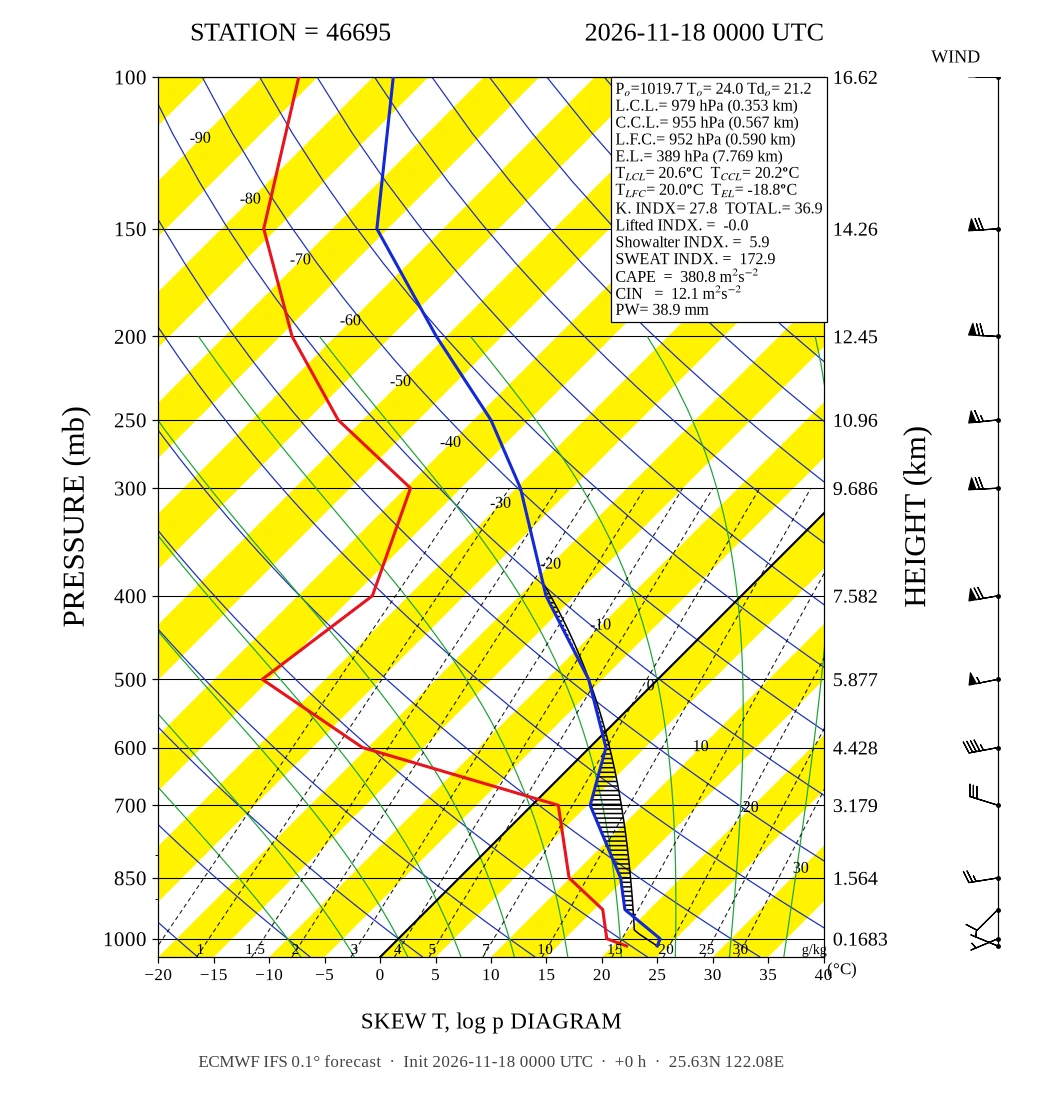 STATION = 46695 2026-11-18 0000 UTC
WIND
100 16.62
P₀=1019.7 T₀= 24.0 Td₀= 21.2
L.C.L.= 979 hPa (0.353 km)
C.C.L.= 955 hPa (0.567 km)
L.F.C.= 952 hPa (0.590 km)
E.L.= 389 hPa (7.769 km)
T_LCL= 20.6°C T_CCL= 20.2°C
T_LFC= 20.0°C T_EL= -18.8°C
K. INDX= 27.8 TOTAL.= 36.9
Lifted INDX. = -0.0
Showalter INDX. = 5.9
SWEAT INDX. = 172.9
CAPE = 380.8 m²s⁻²
CIN = 12.1 m²s⁻²
PW= 38.9 mm
-90
-80
150 14.26
-70
-60
200 12.45
-50
250 10.96
-40
300 9.686
-30
-20
400 7.582
-10
500 5.877
0
10
600 4.428
20
700 3.179
30
850 1.564
1000 0.1683
PRESSURE (mb)
HEIGHT (km)
1 1.5 2 3 4 5 7 10 15 20 25 30 g/kg
−20 −15 −10 −5 0 5 10 15 20 25 30 35 40 (°C)
SKEW T, log p DIAGRAM
ECMWF IFS 0.1° forecast · Init 2026-11-18 0000 UTC · +0 h · 25.63N 122.08E